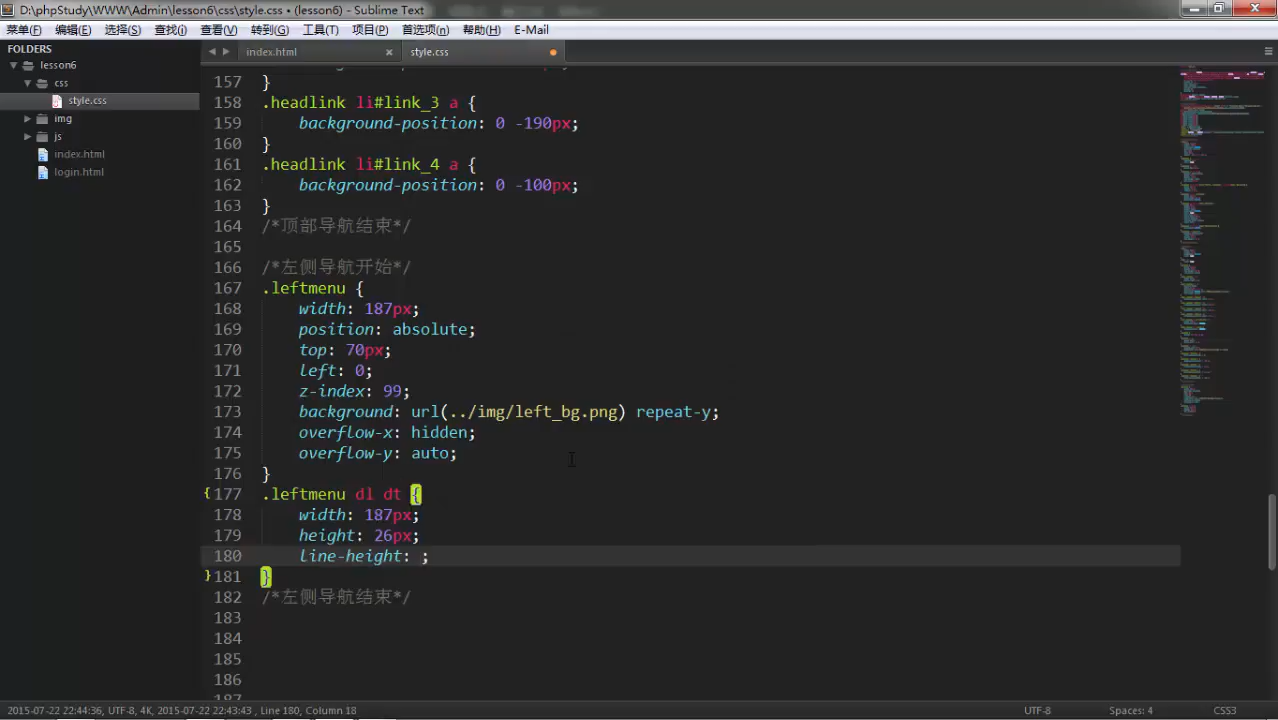 D:\phpStudy\WWW\Admin\lesson6\css\style.css • (lesson6) - Sublime Text
菜单(F) 编辑(E) 选择(S) 查找(i) 查看(V) 转到(G) 工具(T) 项目(P) 首选项(n) 帮助(H) E-Mail
FOLDERS
lesson6
css
style.css
img
js
index.html
login.html
index.html × style.css
157 }
158 .headlink li#link_3 a {
159 background-position: 0 -190px;
160 }
161 .headlink li#link_4 a {
162 background-position: 0 -100px;
163 }
164 /*顶部导航结束*/
165
166 /*左侧导航开始*/
167 .leftmenu {
168 width: 187px;
169 position: absolute;
170 top: 70px;
171 left: 0;
172 z-index: 99;
173 background: url(../img/left_bg.png) repeat-y;
174 overflow-x: hidden;
175 overflow-y: auto;
176 }
{ 177 .leftmenu dl dt {
178 width: 187px;
179 height: 26px;
180 line-height: ;
} 181 }
182 /*左侧导航结束*/
183
184
185
186
2015-07-22 22:44:36, UTF-8, 4K, 2015-07-22 22:43:43 , Line 180, Column 18 UTF-8 Spaces: 4 CSS3